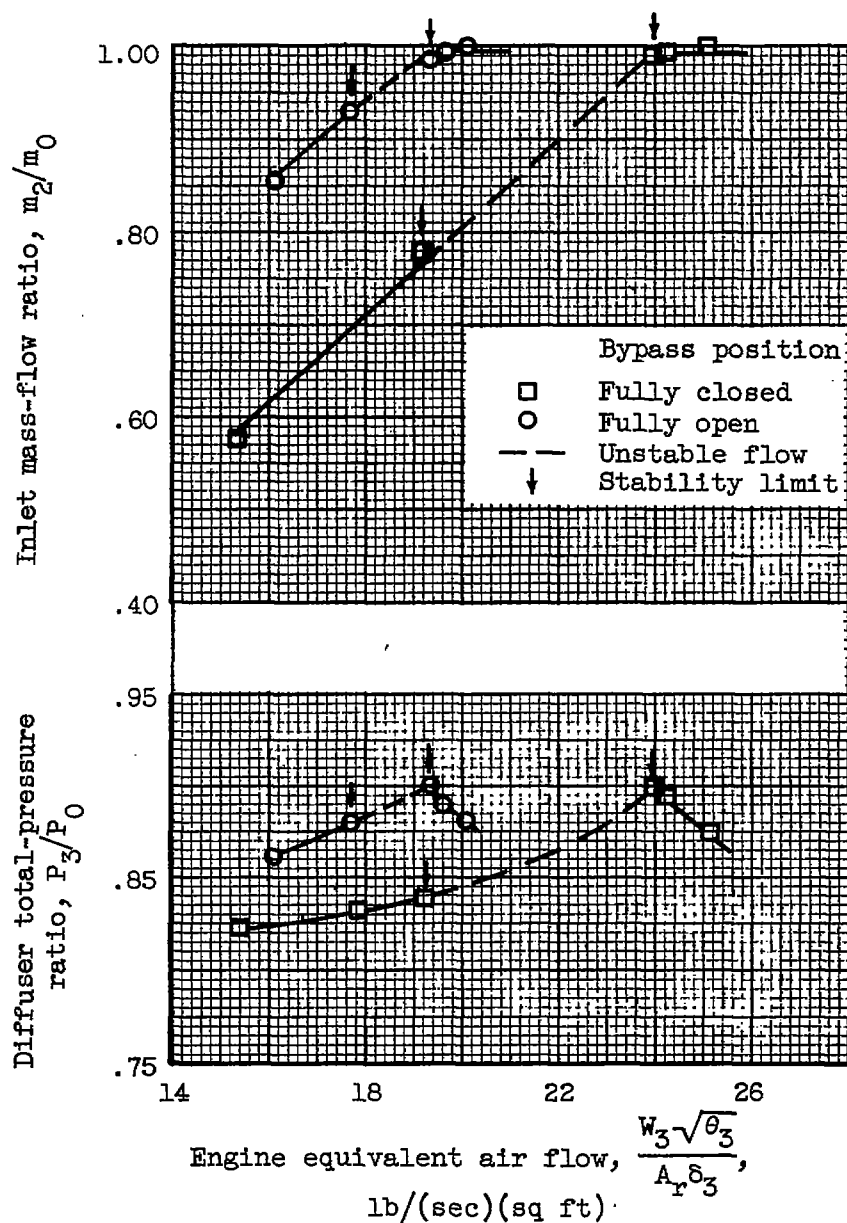 1.00
.80
.60
.40
Inlet mass-flow ratio, m₂/m₀
Bypass position
Fully closed
Fully open
Unstable flow
Stability limit
.95
.85
.75
Diffuser total-pressure
ratio, P₃/P₀
14 18 22 26
Engine equivalent air flow, W₃√θ₃ / Aᵣδ₃,
lb/(sec)(sq ft)